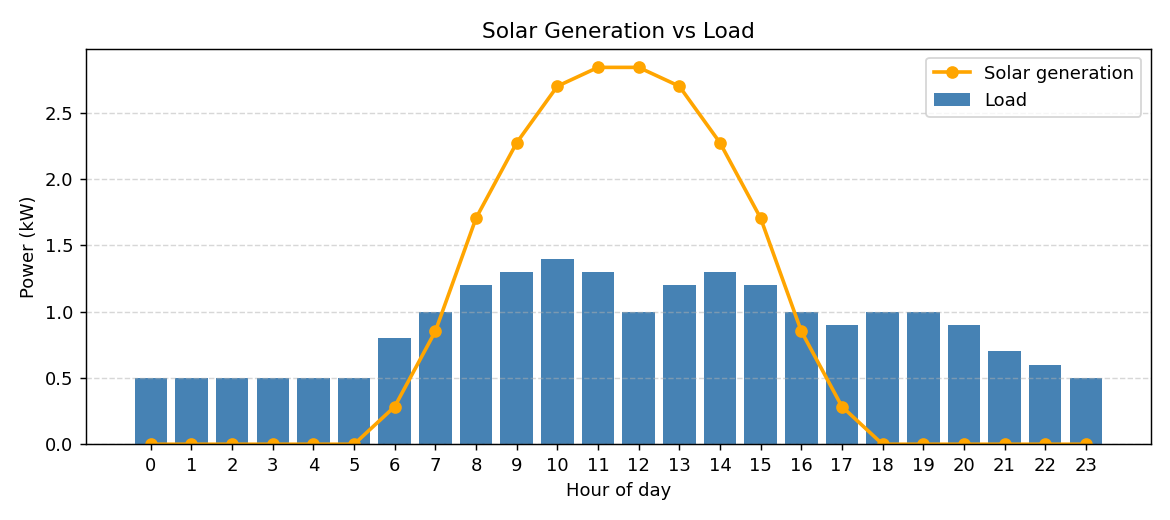 Solar Generation vs Load
Solar generation
Load
Power (kW)
2.5
2.0
1.5
1.0
0.5
0.0
0 1 2 3 4 5 6 7 8 9 10 11 12 13 14 15 16 17 18 19 20 21 22 23
Hour of day